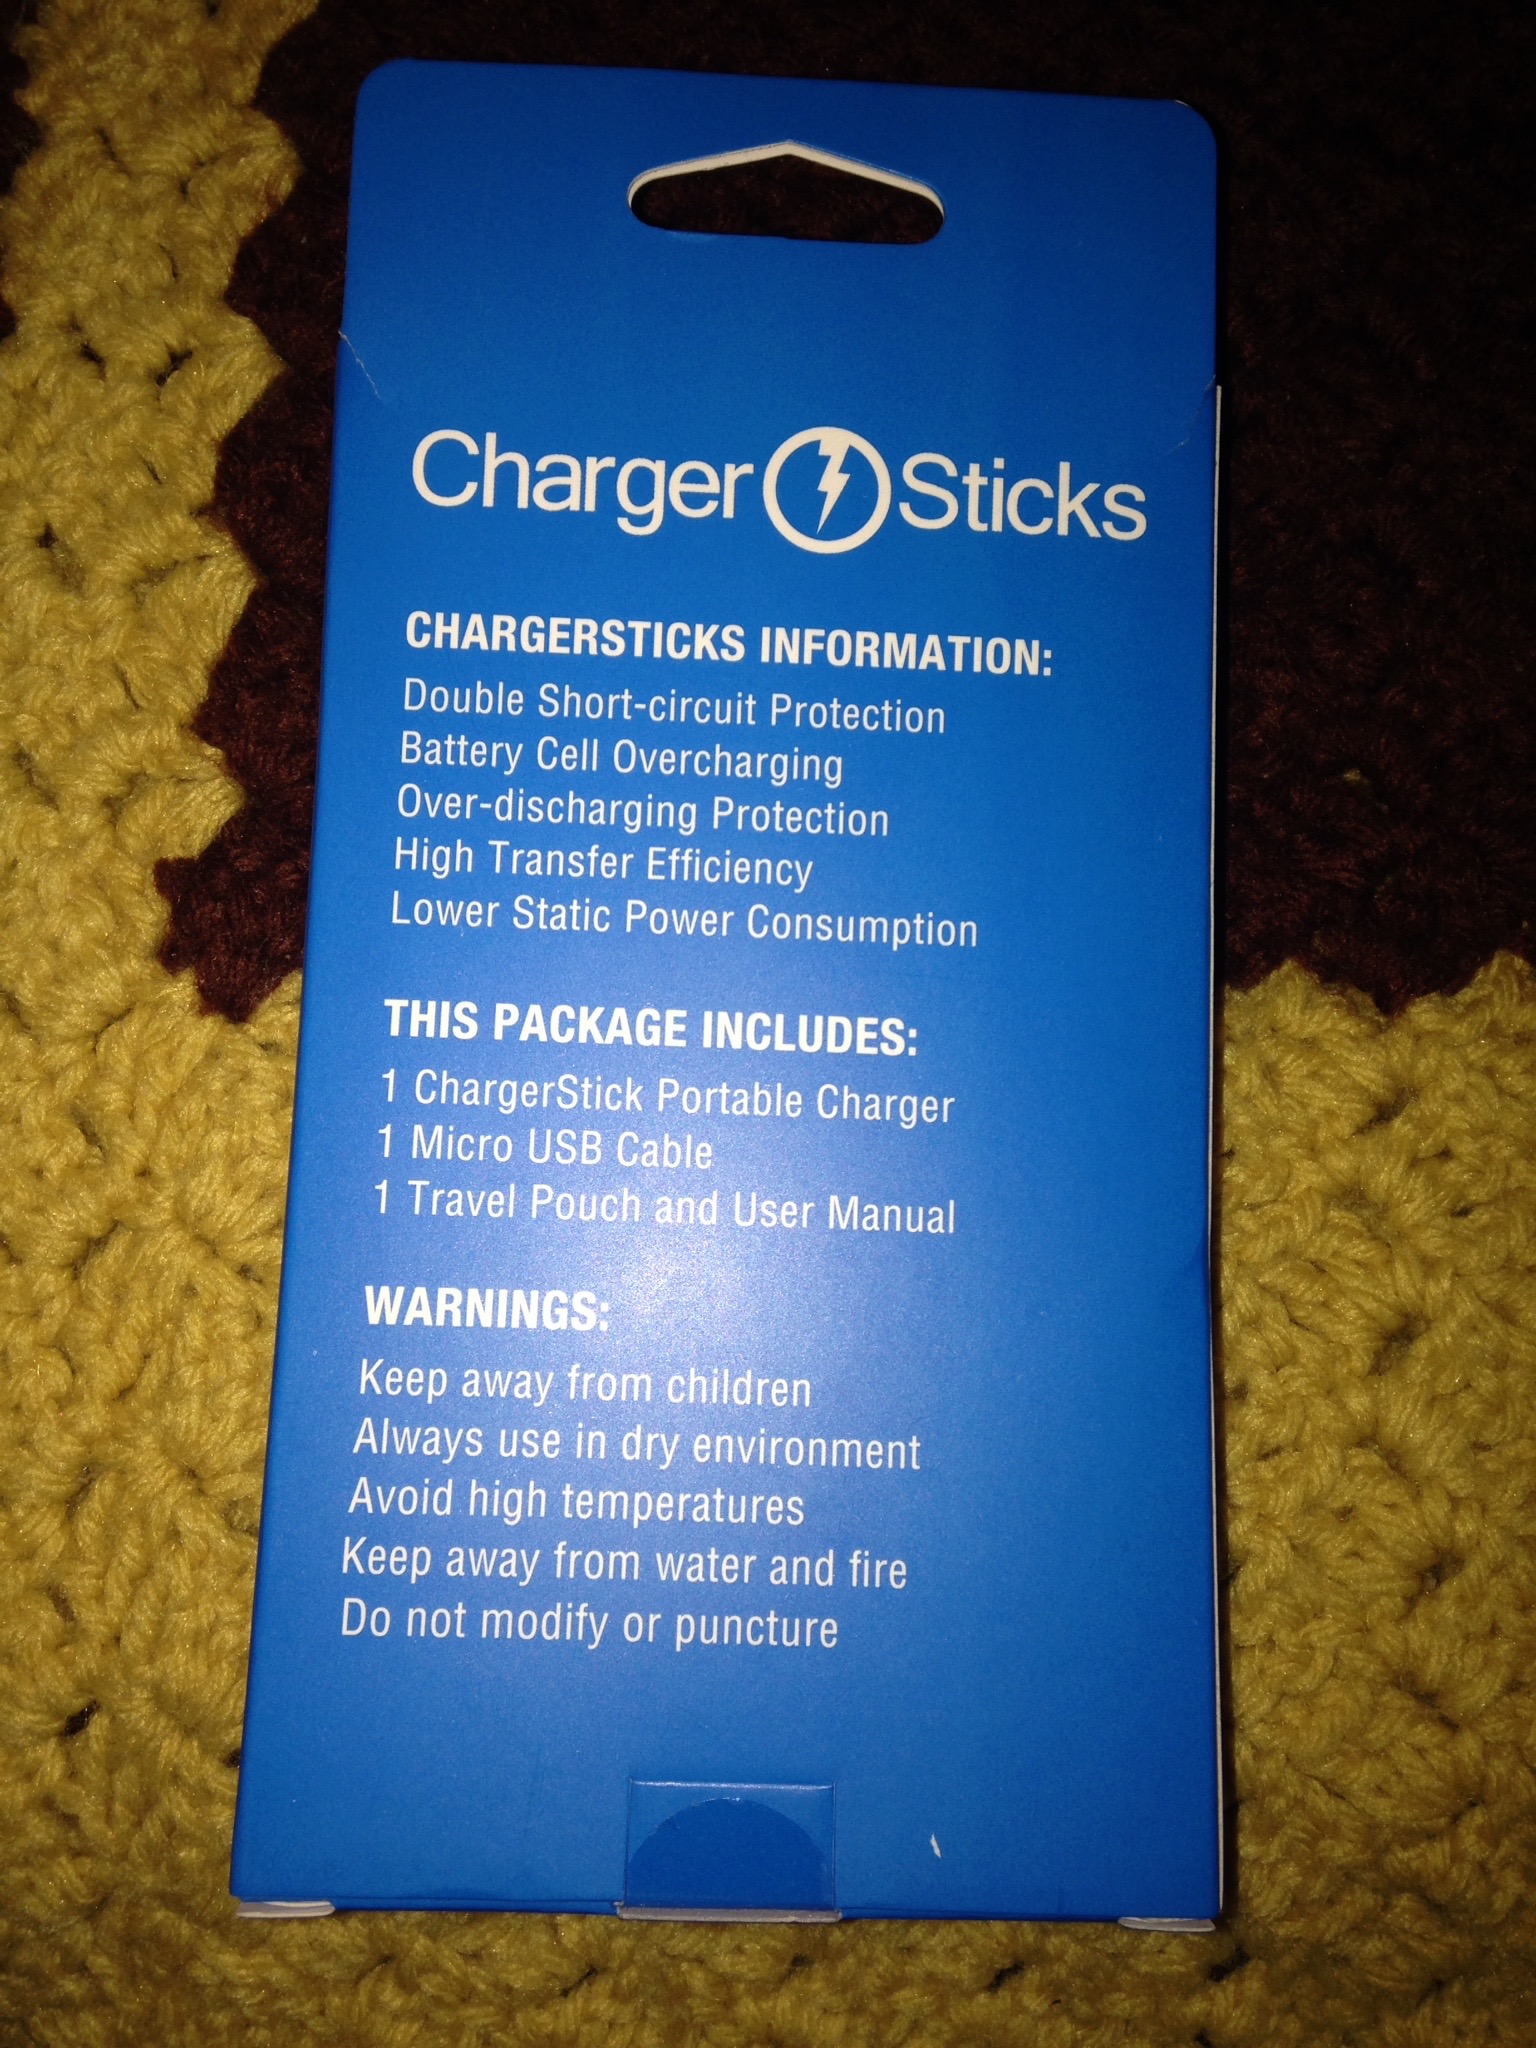 Charger Sticks
CHARGERSTICKS INFORMATION:
Double Short-circuit Protection
Battery Cell Overcharging
Over-discharging Protection
High Transfer Efficiency
Lower Static Power Consumption
THIS PACKAGE INCLUDES:
1 ChargerStick Portable Charger
1 Micro USB Cable
1 Travel Pouch and User Manual
WARNINGS:
Keep away from children
Always use in dry environment
Avoid high temperatures
Keep away from water and fire
Do not modify or puncture